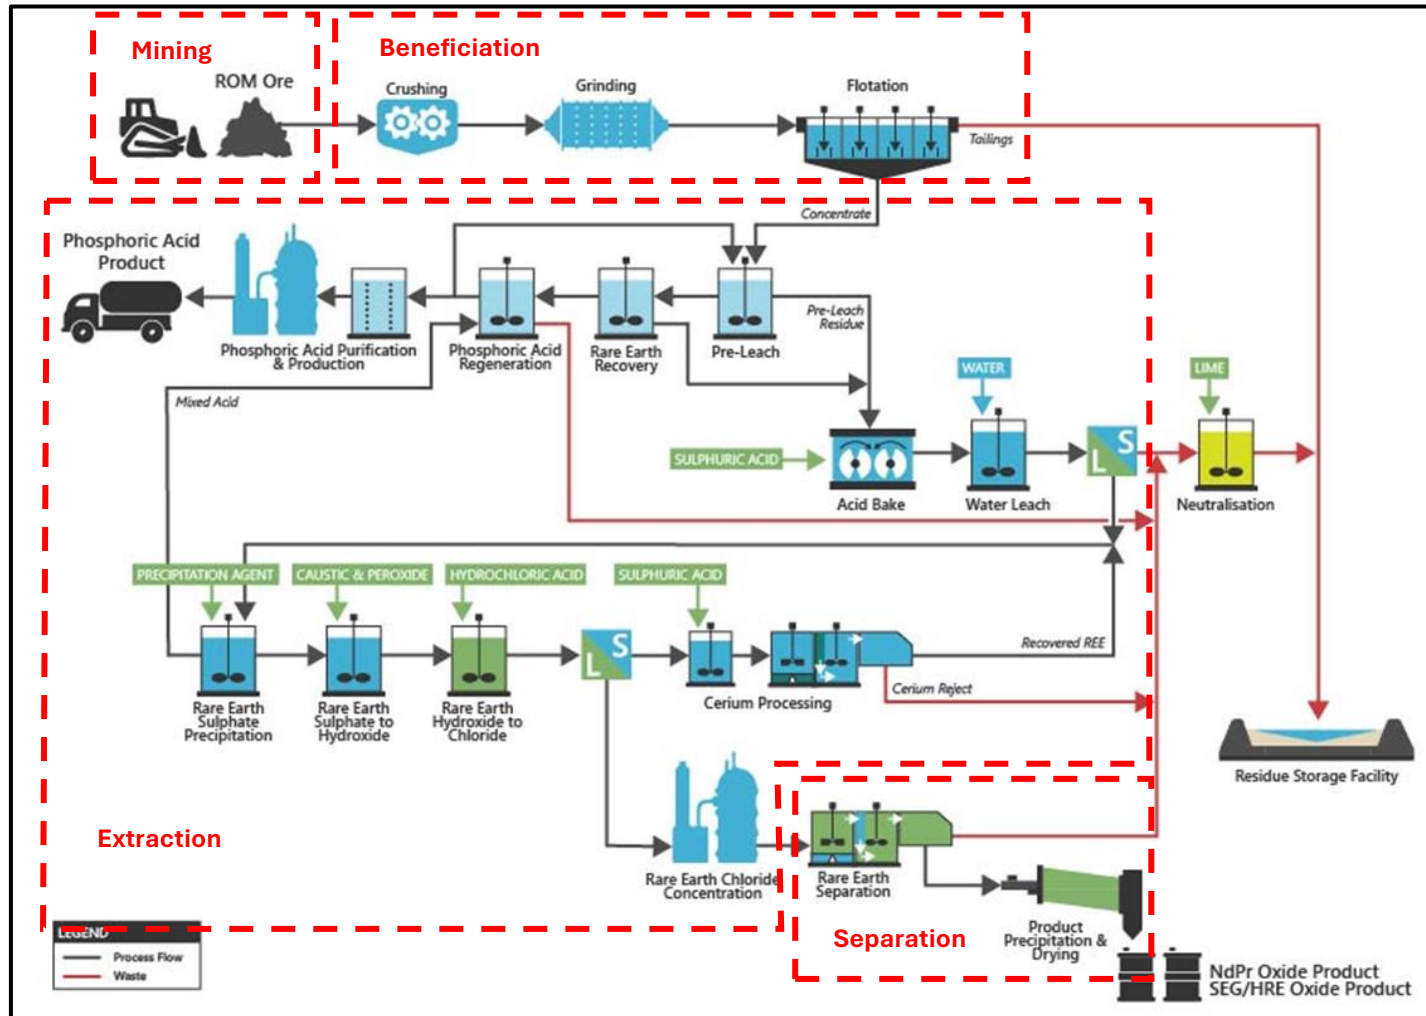 Mining
Beneficiation
ROM Ore
Crushing
Grinding
Flotation
Tailings
Concentrate
Phosphoric Acid
Product
Phosphoric Acid Purification
& Production
Phosphoric Acid
Regeneration
Rare Earth
Recovery
Pre-Leach
Pre-Leach
Residue
Mixed Acid
WATER
LIME
SULPHURIC ACID
Acid Bake
Water Leach
S
L
Neutralisation
PRECIPITATION AGENT
CAUSTIC & PEROXIDE
HYDROCHLORIC ACID
SULPHURIC ACID
Rare Earth
Sulphate
Precipitation
Rare Earth
Sulphate to
Hydroxide
Rare Earth
Hydroxide to
Chloride
S
L
Cerium Processing
Recovered REE
Cerium Reject
Residue Storage Facility
Extraction
Rare Earth Chloride
Concentration
Rare Earth
Separation
Separation
Product
Precipitation &
Drying
NdPr Oxide Product
SEG/HRE Oxide Product
LEGEND
Process Flow
Waste